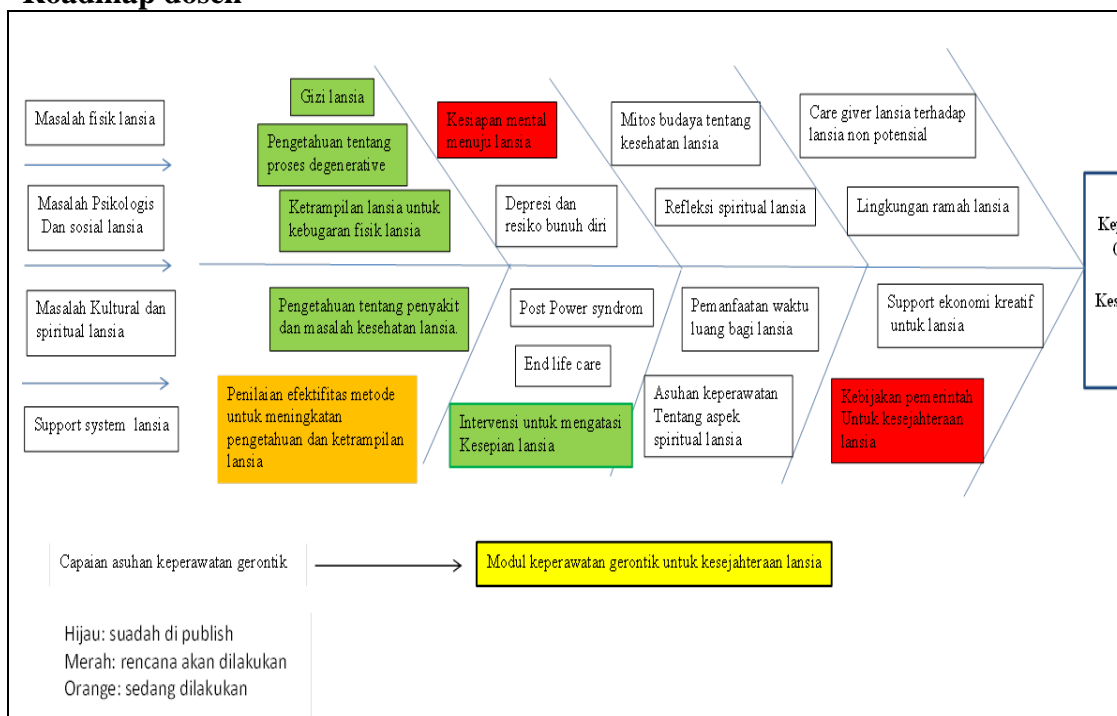 Roadmap dosen
Masalah fisik lansia
Masalah Psikologis
Dan sosial lansia
Masalah Kultural dan
spiritual lansia
Support system lansia
Gizi lansia
Pengetahuan tentang
proses degenerative
Ketrampilan lansia untuk
kebugaran fisik lansia
Kesiapan mental
menuju lansia
Depresi dan
resiko bunuh diri
Mitos budaya tentang
kesehatan lansia
Refleksi spiritual lansia
Care giver lansia terhadap
lansia non potensial
Lingkungan ramah lansia
Pengetahuan tentang penyakit
dan masalah kesehatan lansia.
Penilaian efektifitas metode
untuk meningkatan
pengetahuan dan ketrampilan
lansia
Post Power syndrom
End life care
Intervensi untuk mengatasi
Kesepian lansia
Pemanfaatan waktu
luang bagi lansia
Asuhan keperawatan
Tentang aspek
spiritual lansia
Support ekonomi kreatif
untuk lansia
Kebijakan pemerintah
Untuk kesejahteraan
lansia
Capaian asuhan keperawatan gerontik
Modul keperawatan gerontik untuk kesejahteraan lansia
Hijau: suadah di publish
Merah: rencana akan dilakukan
Orange: sedang dilakukan